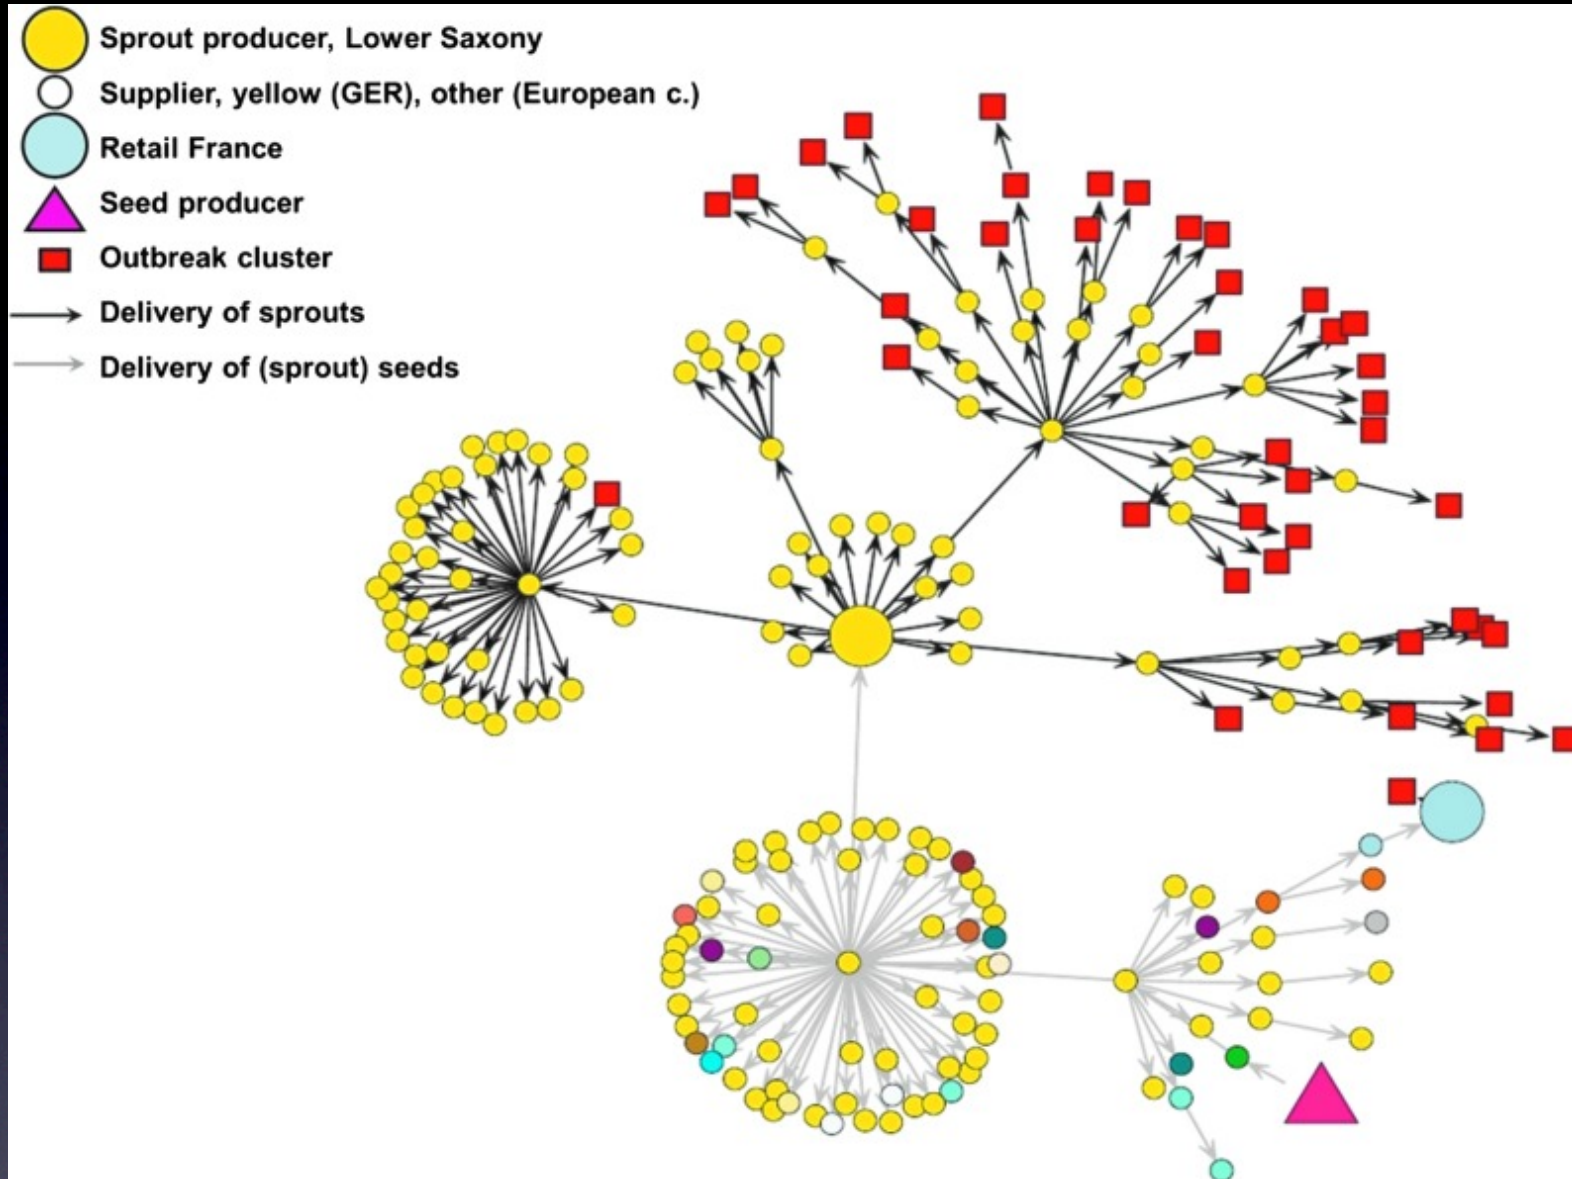 Sprout producer, Lower Saxony
Supplier, yellow (GER), other (European c.)
Retail France
Seed producer
Outbreak cluster
Delivery of sprouts
Delivery of (sprout) seeds